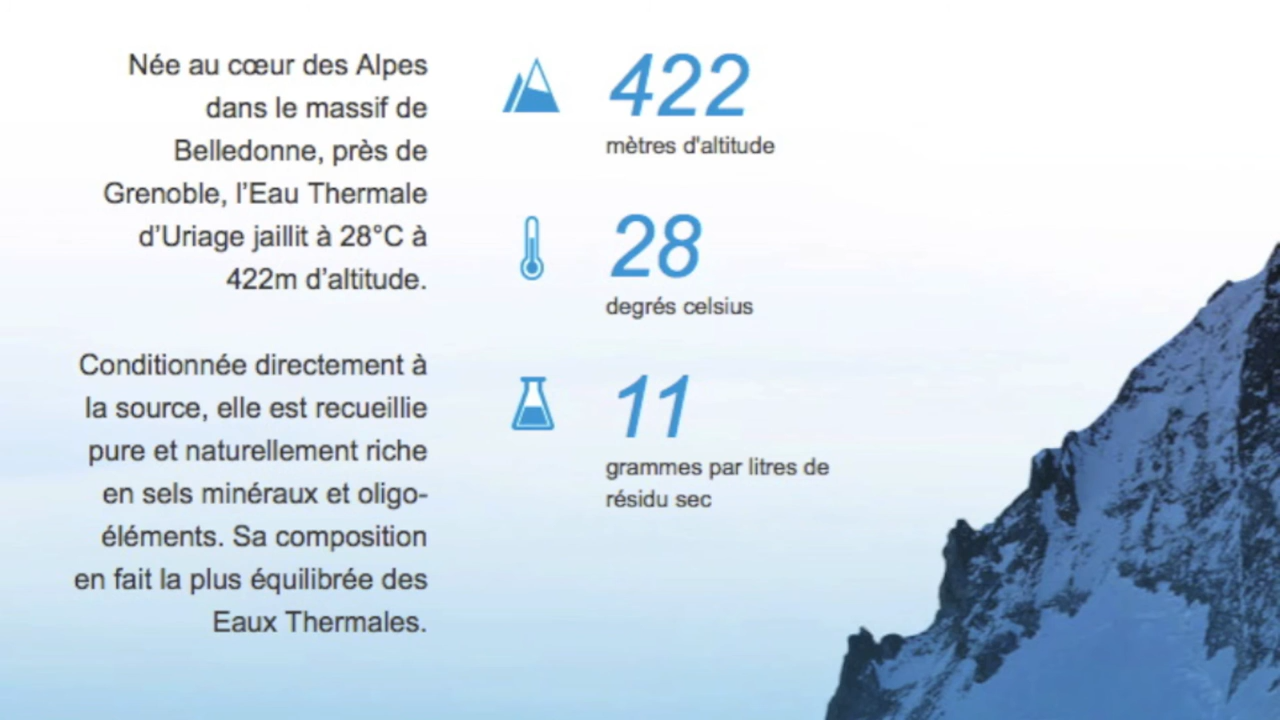 Née au cœur des Alpes
dans le massif de
Belledonne, près de
Grenoble, l’Eau Thermale
d’Uriage jaillit à 28°C à
422m d’altitude.
Conditionnée directement à
la source, elle est recueillie
pure et naturellement riche
en sels minéraux et oligo-
éléments. Sa composition
en fait la plus équilibrée des
Eaux Thermales.
422
mètres d'altitude
28
degrés celsius
11
grammes par litres de
résidu sec